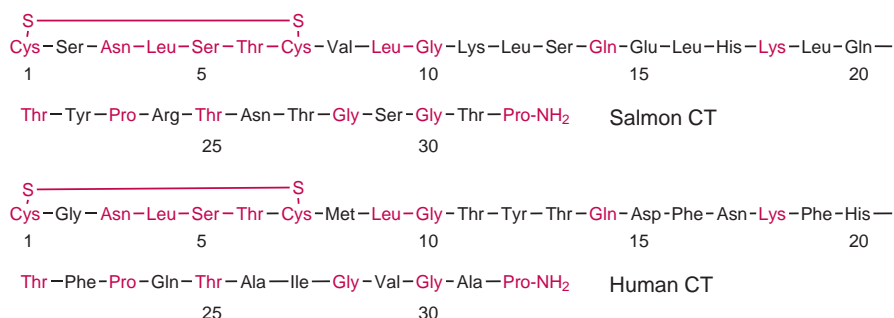 S S
Cys–Ser–Asn–Leu–Ser–Thr–Cys–Val–Leu–Gly–Lys–Leu–Ser–Gln–Glu–Leu–His–Lys–Leu–Gln–
1 5 10 15 20
Thr–Tyr–Pro–Arg–Thr–Asn–Thr–Gly–Ser–Gly–Thr–Pro-NH₂ Salmon CT
25 30
S S
Cys–Gly–Asn–Leu–Ser–Thr–Cys–Met–Leu–Gly–Thr–Tyr–Thr–Gln–Asp–Phe–Asn–Lys–Phe–His–
1 5 10 15 20
Thr–Phe–Pro–Gln–Thr–Ala–Ile–Gly–Val–Gly–Ala–Pro-NH₂ Human CT
25 30